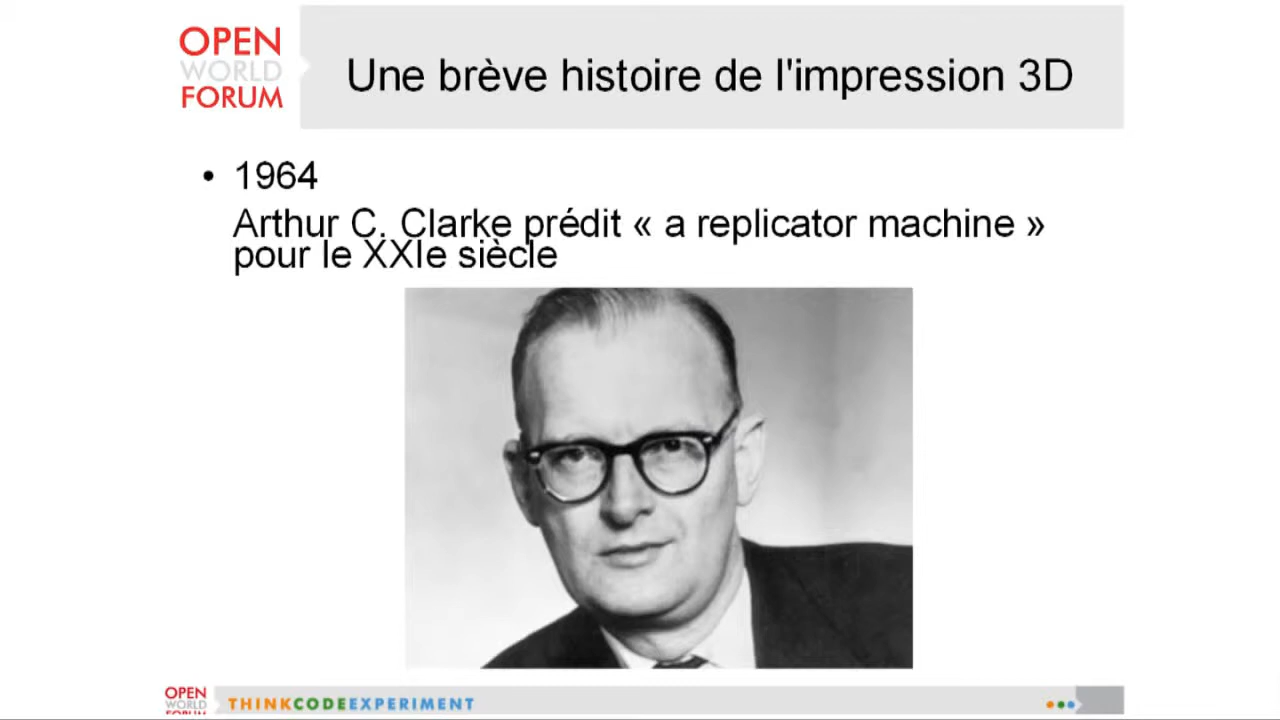 OPEN
WORLD
FORUM
Une brève histoire de l'impression 3D
• 1964
Arthur C. Clarke prédit « a replicator machine »
pour le XXIe siècle
OPEN
WORLD
FORUM
THINKCODEEXPERIMENT